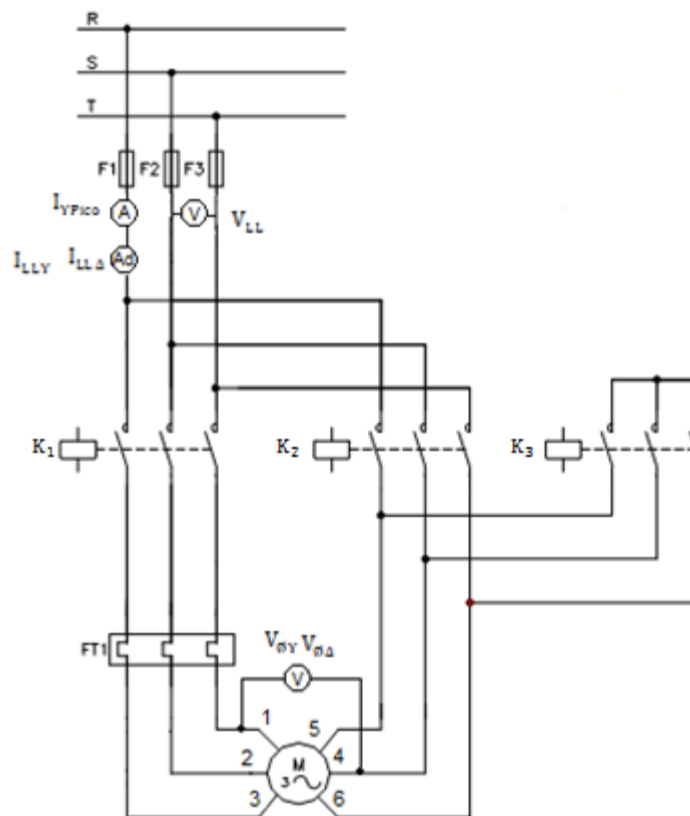 R
S
T
F1 F2 F3
I_YPico A V V_LL
I_LLY I_LLΔ Ad
K₁ K₂ K₃
FT1
V_ØY V_ØΔ
V
1 5
2 M 4
3~
3 6